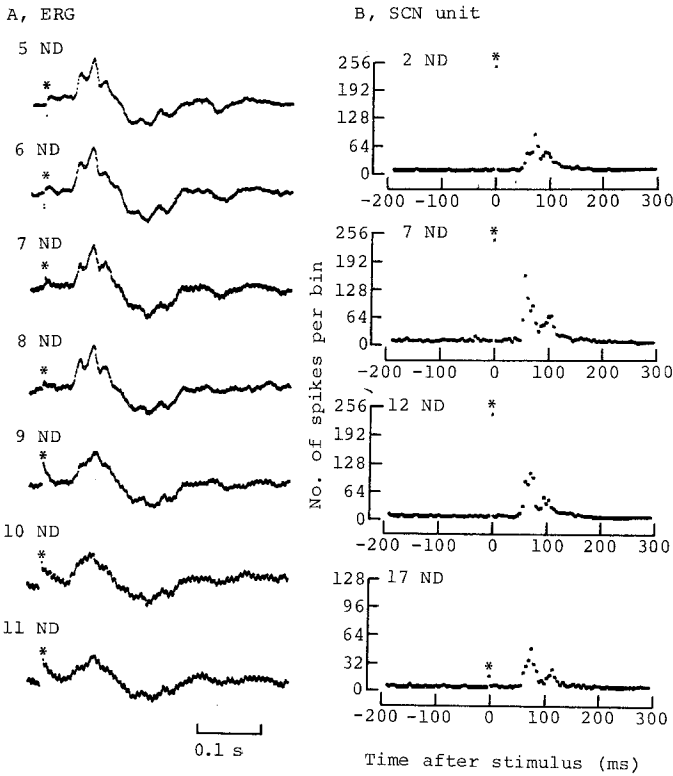 A, ERG
5 ND
*
6 ND
*
7 ND
*
8 ND
*
9 ND
*
10 ND
*
11 ND
*
0.1 s
B, SCN unit
No. of spikes per bin
2 ND
*
256
192
128
64
0
-200 -100 0 100 200 300
7 ND
*
256
192
128
64
0
-200 -100 0 100 200 300
12 ND
*
256
192
128
64
0
-200 -100 0 100 200 300
17 ND
*
128
96
64
32
0
-200 -100 0 100 200 300
Time after stimulus (ms)